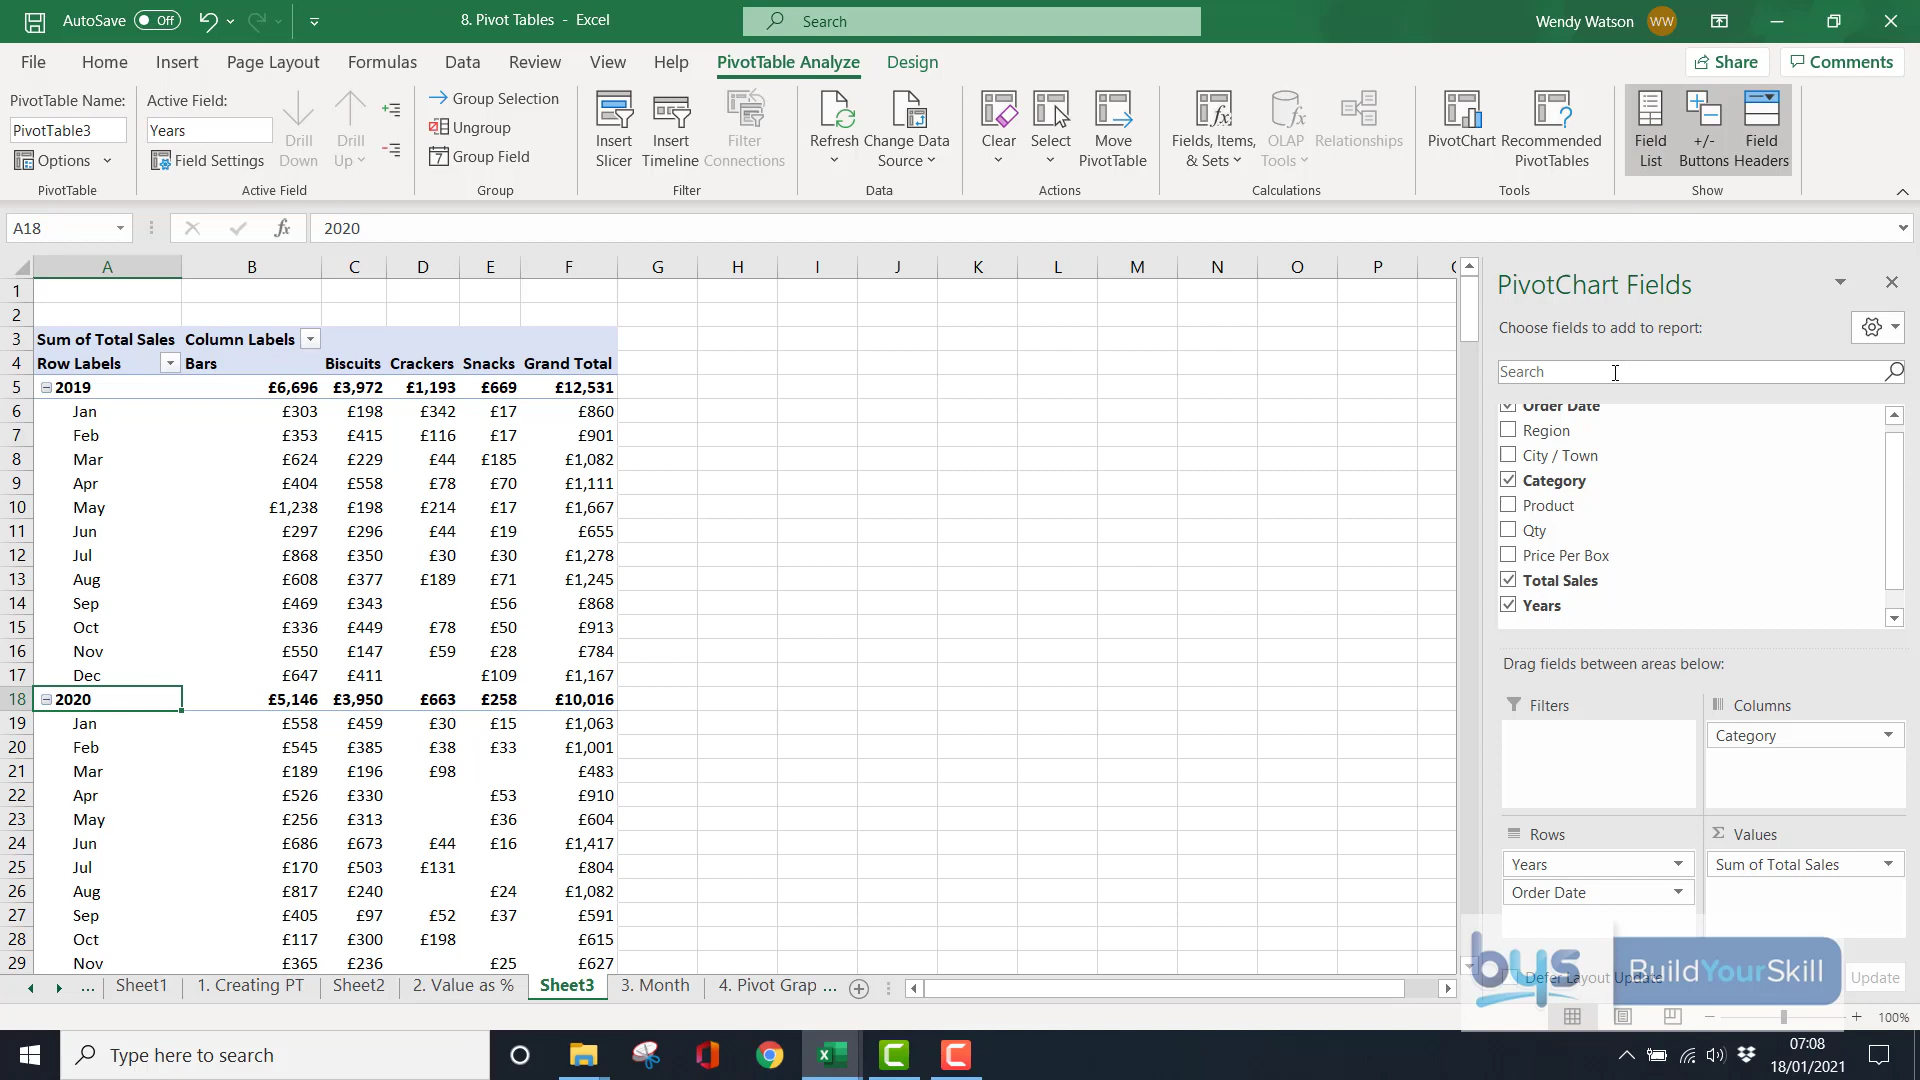 AutoSave Off 8. Pivot Tables - Excel Search Wendy Watson WW
File Home Insert Page Layout Formulas Data Review View Help PivotTable Analyze Design Share Comments
PivotTable Name:
PivotTable3
Options
PivotTable
Active Field:
Years
Field Settings
Drill Down
Drill Up
Active Field
Group Selection
Ungroup
Group Field
Group
Insert Slicer
Insert Timeline
Filter Connections
Filter
Refresh
Change Data Source
Data
Clear
Select
Move PivotTable
Actions
Fields, Items, & Sets
OLAP Tools
Relationships
Calculations
PivotChart
Recommended PivotTables
Tools
Field List
+/- Buttons
Field Headers
Show
A18 fx 2020
A B C D E F G H I J K L M N O P
1
2
3 Sum of Total Sales Column Labels
4 Row Labels Bars Biscuits Crackers Snacks Grand Total
5 2019 £6,696 £3,972 £1,193 £669 £12,531
6 Jan £303 £198 £342 £17 £860
7 Feb £353 £415 £116 £17 £901
8 Mar £624 £229 £44 £185 £1,082
9 Apr £404 £558 £78 £70 £1,111
10 May £1,238 £198 £214 £17 £1,667
11 Jun £297 £296 £44 £19 £655
12 Jul £868 £350 £30 £30 £1,278
13 Aug £608 £377 £189 £71 £1,245
14 Sep £469 £343 £56 £868
15 Oct £336 £449 £78 £50 £913
16 Nov £550 £147 £59 £28 £784
17 Dec £647 £411 £109 £1,167
18 2020 £5,146 £3,950 £663 £258 £10,016
19 Jan £558 £459 £30 £15 £1,063
20 Feb £545 £385 £38 £33 £1,001
21 Mar £189 £196 £98 £483
22 Apr £526 £330 £53 £910
23 May £256 £313 £36 £604
24 Jun £686 £673 £44 £16 £1,417
25 Jul £170 £503 £131 £804
26 Aug £817 £240 £24 £1,082
27 Sep £405 £97 £52 £37 £591
28 Oct £117 £300 £198 £615
29 Nov £365 £236 £25 £627
PivotChart Fields
Choose fields to add to report:
Search
Order Date
Region
City / Town
Category
Product
Qty
Price Per Box
Total Sales
Years
Drag fields between areas below:
Filters
Columns
Category
Rows
Years
Order Date
Values
Sum of Total Sales
Defer Layout Update
Update
bys BuildYourSkill
... Sheet1 1. Creating PT Sheet2 2. Value as % Sheet3 3. Month 4. Pivot Grap ...
100%
Type here to search
07:08
18/01/2021